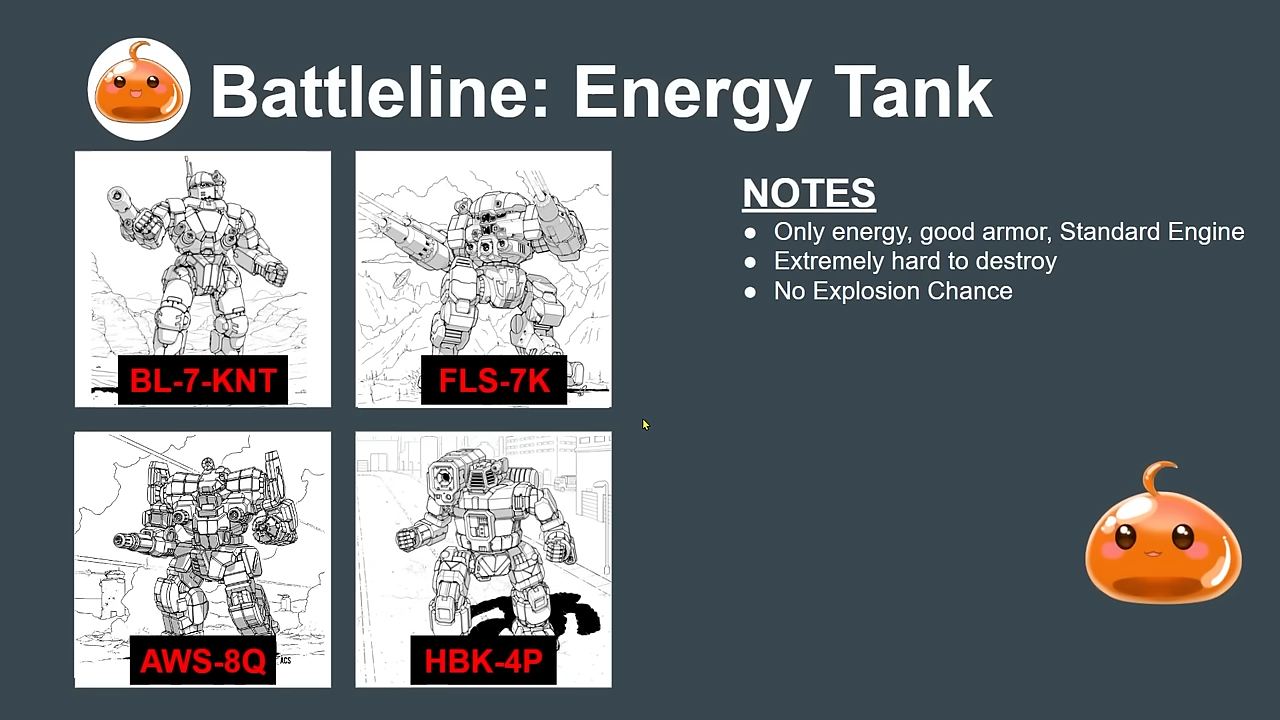 Battleline: Energy Tank
NOTES
● Only energy, good armor, Standard Engine
● Extremely hard to destroy
● No Explosion Chance
BL-7-KNT
FLS-7K
AWS-8Q
ACS
HBK-4P